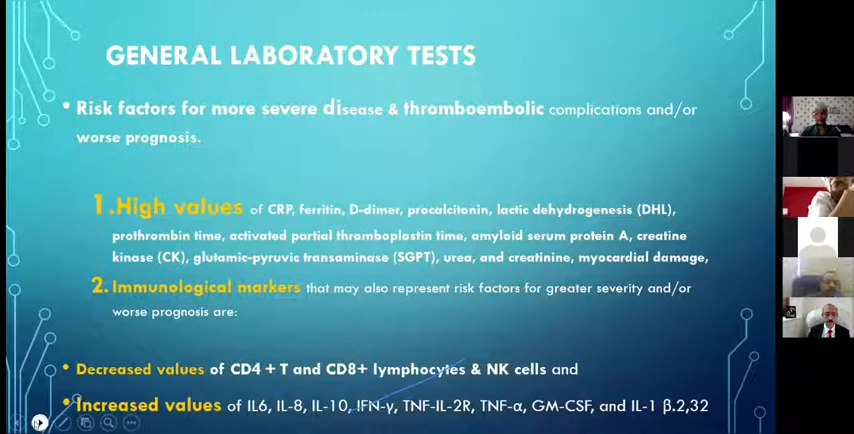 GENERAL LABORATORY TESTS
• Risk factors for more severe disease & thromboembolic complications and/or
worse prognosis.
1.High values of CRP, ferritin, D-dimer, procalcitonin, lactic dehydrogenesis (DHL),
prothrombin time, activated partial thromboplastin time, amyloid serum protein A, creatine
kinase (CK), glutamic-pyruvic transaminase (SGPT), urea, and creatinine, myocardial damage,
2. Immunological markers that may also represent risk factors for greater severity and/or
worse prognosis are:
• Decreased values of CD4 + T and CD8+ lymphocytes & NK cells and
• Increased values of IL6, IL-8, IL-10, IFN-γ, TNF-IL-2R, TNF-α, GM-CSF, and IL-1 β.2,32